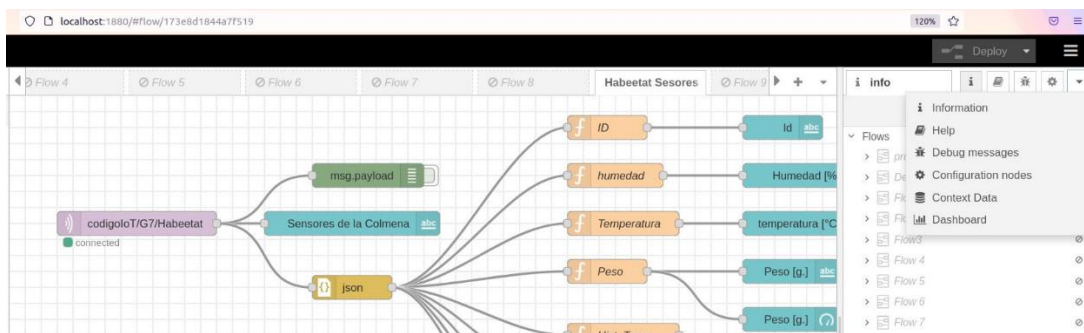 localhost:1880/#flow/173e8d1844a7f519
120%
Deploy
Flow 4
Flow 5
Flow 6
Flow 7
Flow 8
Habeetat Sesores
Flow 9
+
i info
i
ID
Id abc
msg.payload
humedad
Humedad [%
codigoIoT/G7/Habeetat
connected
Sensores de la Colmena abc
Temperatura
temperatura [°C
json
Peso
Peso [g.] abc
Peso [g.]
i Information
Help
Debug messages
Configuration nodes
Context Data
Dashboard
Flows
Flow3
Flow 4
Flow 5
Flow 6
Flow 7